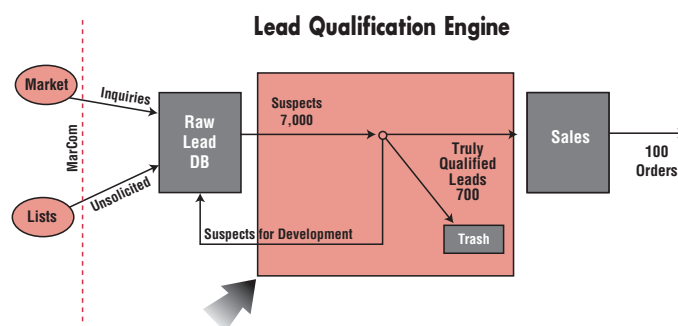 Lead Qualification Engine
Market
Inquiries
MarCom
Lists
Unsolicited
Raw
Lead
DB
Suspects
7,000
Truly
Qualified
Leads
700
Trash
Suspects for Development
Sales
100
Orders